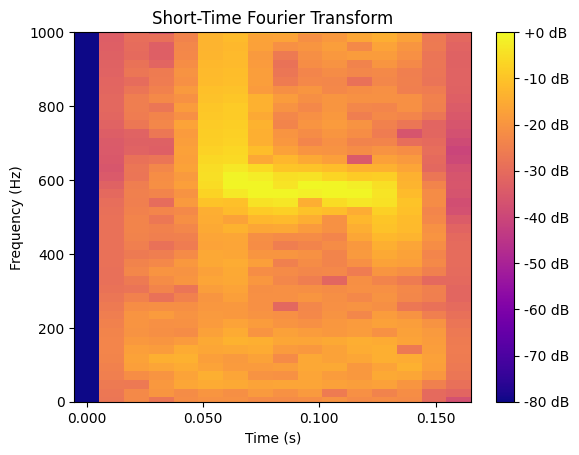 Short-Time Fourier Transform
1000
800
600
400
200
0
Frequency (Hz)
0.000
0.050
0.100
0.150
Time (s)
+0 dB
-10 dB
-20 dB
-30 dB
-40 dB
-50 dB
-60 dB
-70 dB
-80 dB